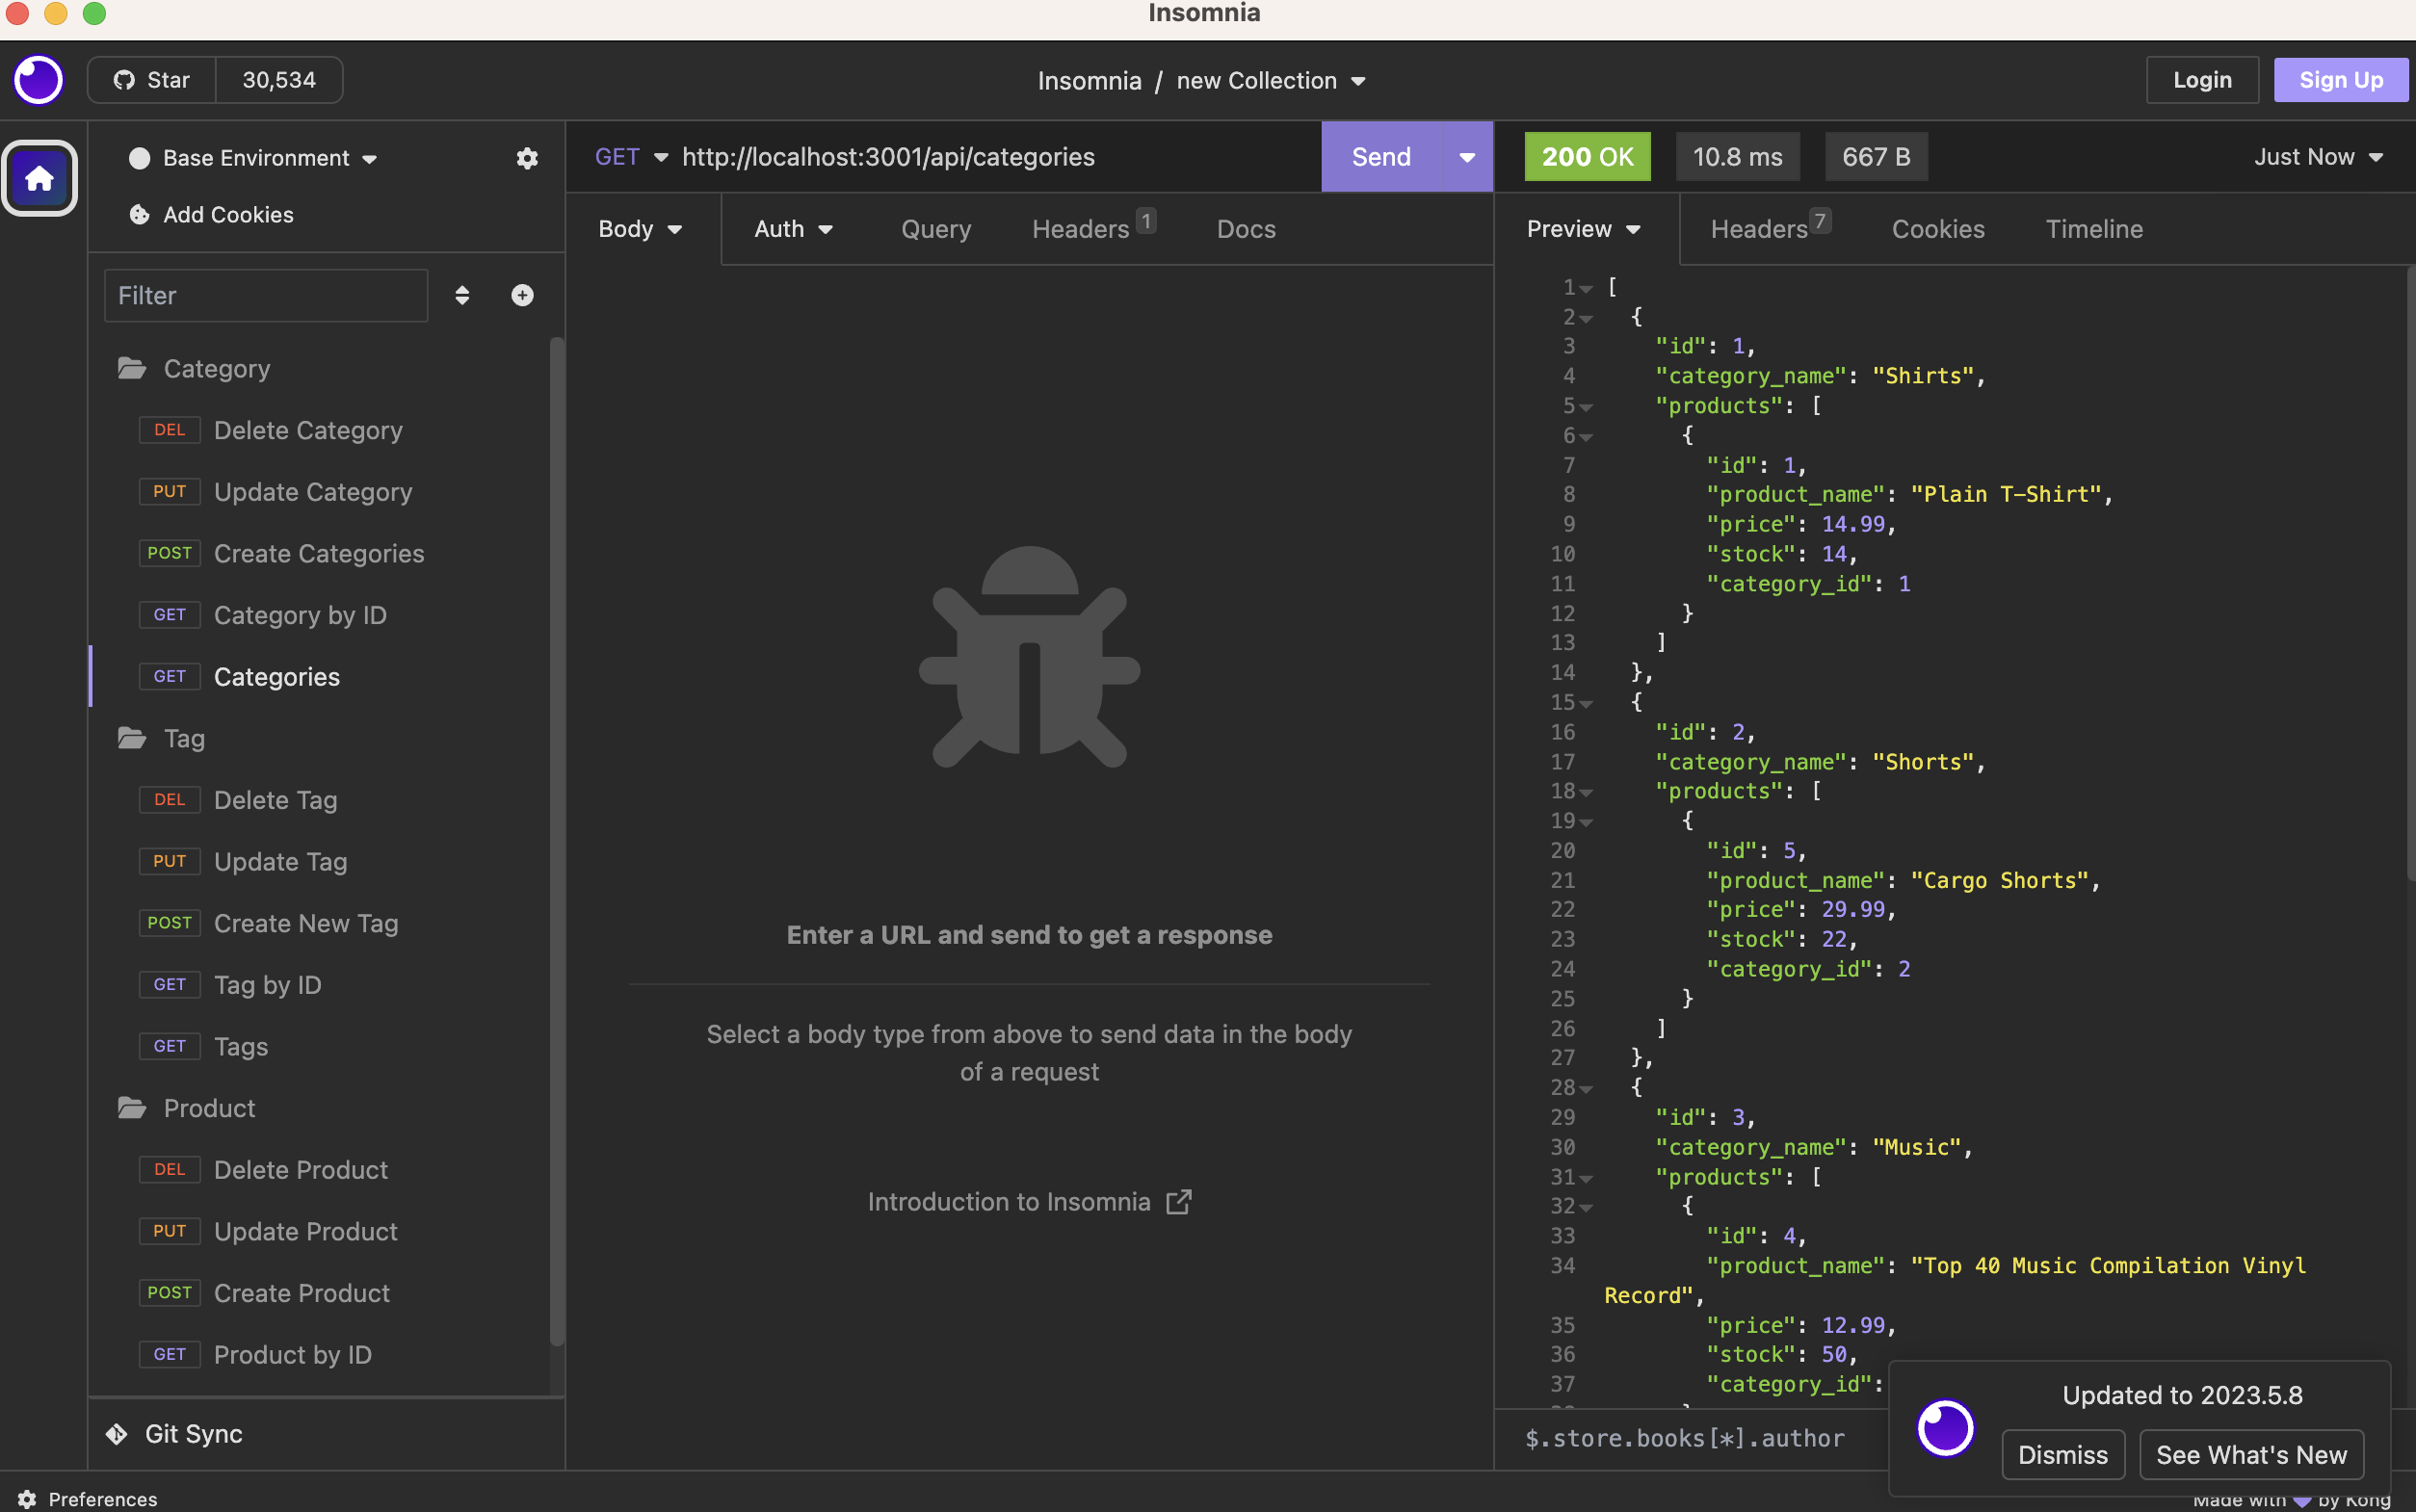 Insomnia
Star 30,534
Insomnia / new Collection
Login
Sign Up
Base Environment
Add Cookies
Filter
Category
DEL Delete Category
PUT Update Category
POST Create Categories
GET Category by ID
GET Categories
Tag
DEL Delete Tag
PUT Update Tag
POST Create New Tag
GET Tag by ID
GET Tags
Product
DEL Delete Product
PUT Update Product
POST Create Product
GET Product by ID
Git Sync
Preferences
GET http://localhost:3001/api/categories
Send
Body Auth Query Headers 1 Docs
Enter a URL and send to get a response
Select a body type from above to send data in the body
of a request
Introduction to Insomnia
200 OK 10.8 ms 667 B Just Now
Preview Headers 7 Cookies Timeline
1 [
2 {
3 "id": 1,
4 "category_name": "Shirts",
5 "products": [
6 {
7 "id": 1,
8 "product_name": "Plain T-Shirt",
9 "price": 14.99,
10 "stock": 14,
11 "category_id": 1
12 }
13 ]
14 },
15 {
16 "id": 2,
17 "category_name": "Shorts",
18 "products": [
19 {
20 "id": 5,
21 "product_name": "Cargo Shorts",
22 "price": 29.99,
23 "stock": 22,
24 "category_id": 2
25 }
26 ]
27 },
28 {
29 "id": 3,
30 "category_name": "Music",
31 "products": [
32 {
33 "id": 4,
34 "product_name": "Top 40 Music Compilation Vinyl
Record",
35 "price": 12.99,
36 "stock": 50,
37 "category_id":
$.store.books[*].author
Updated to 2023.5.8
Dismiss
See What's New
Made with by Kong